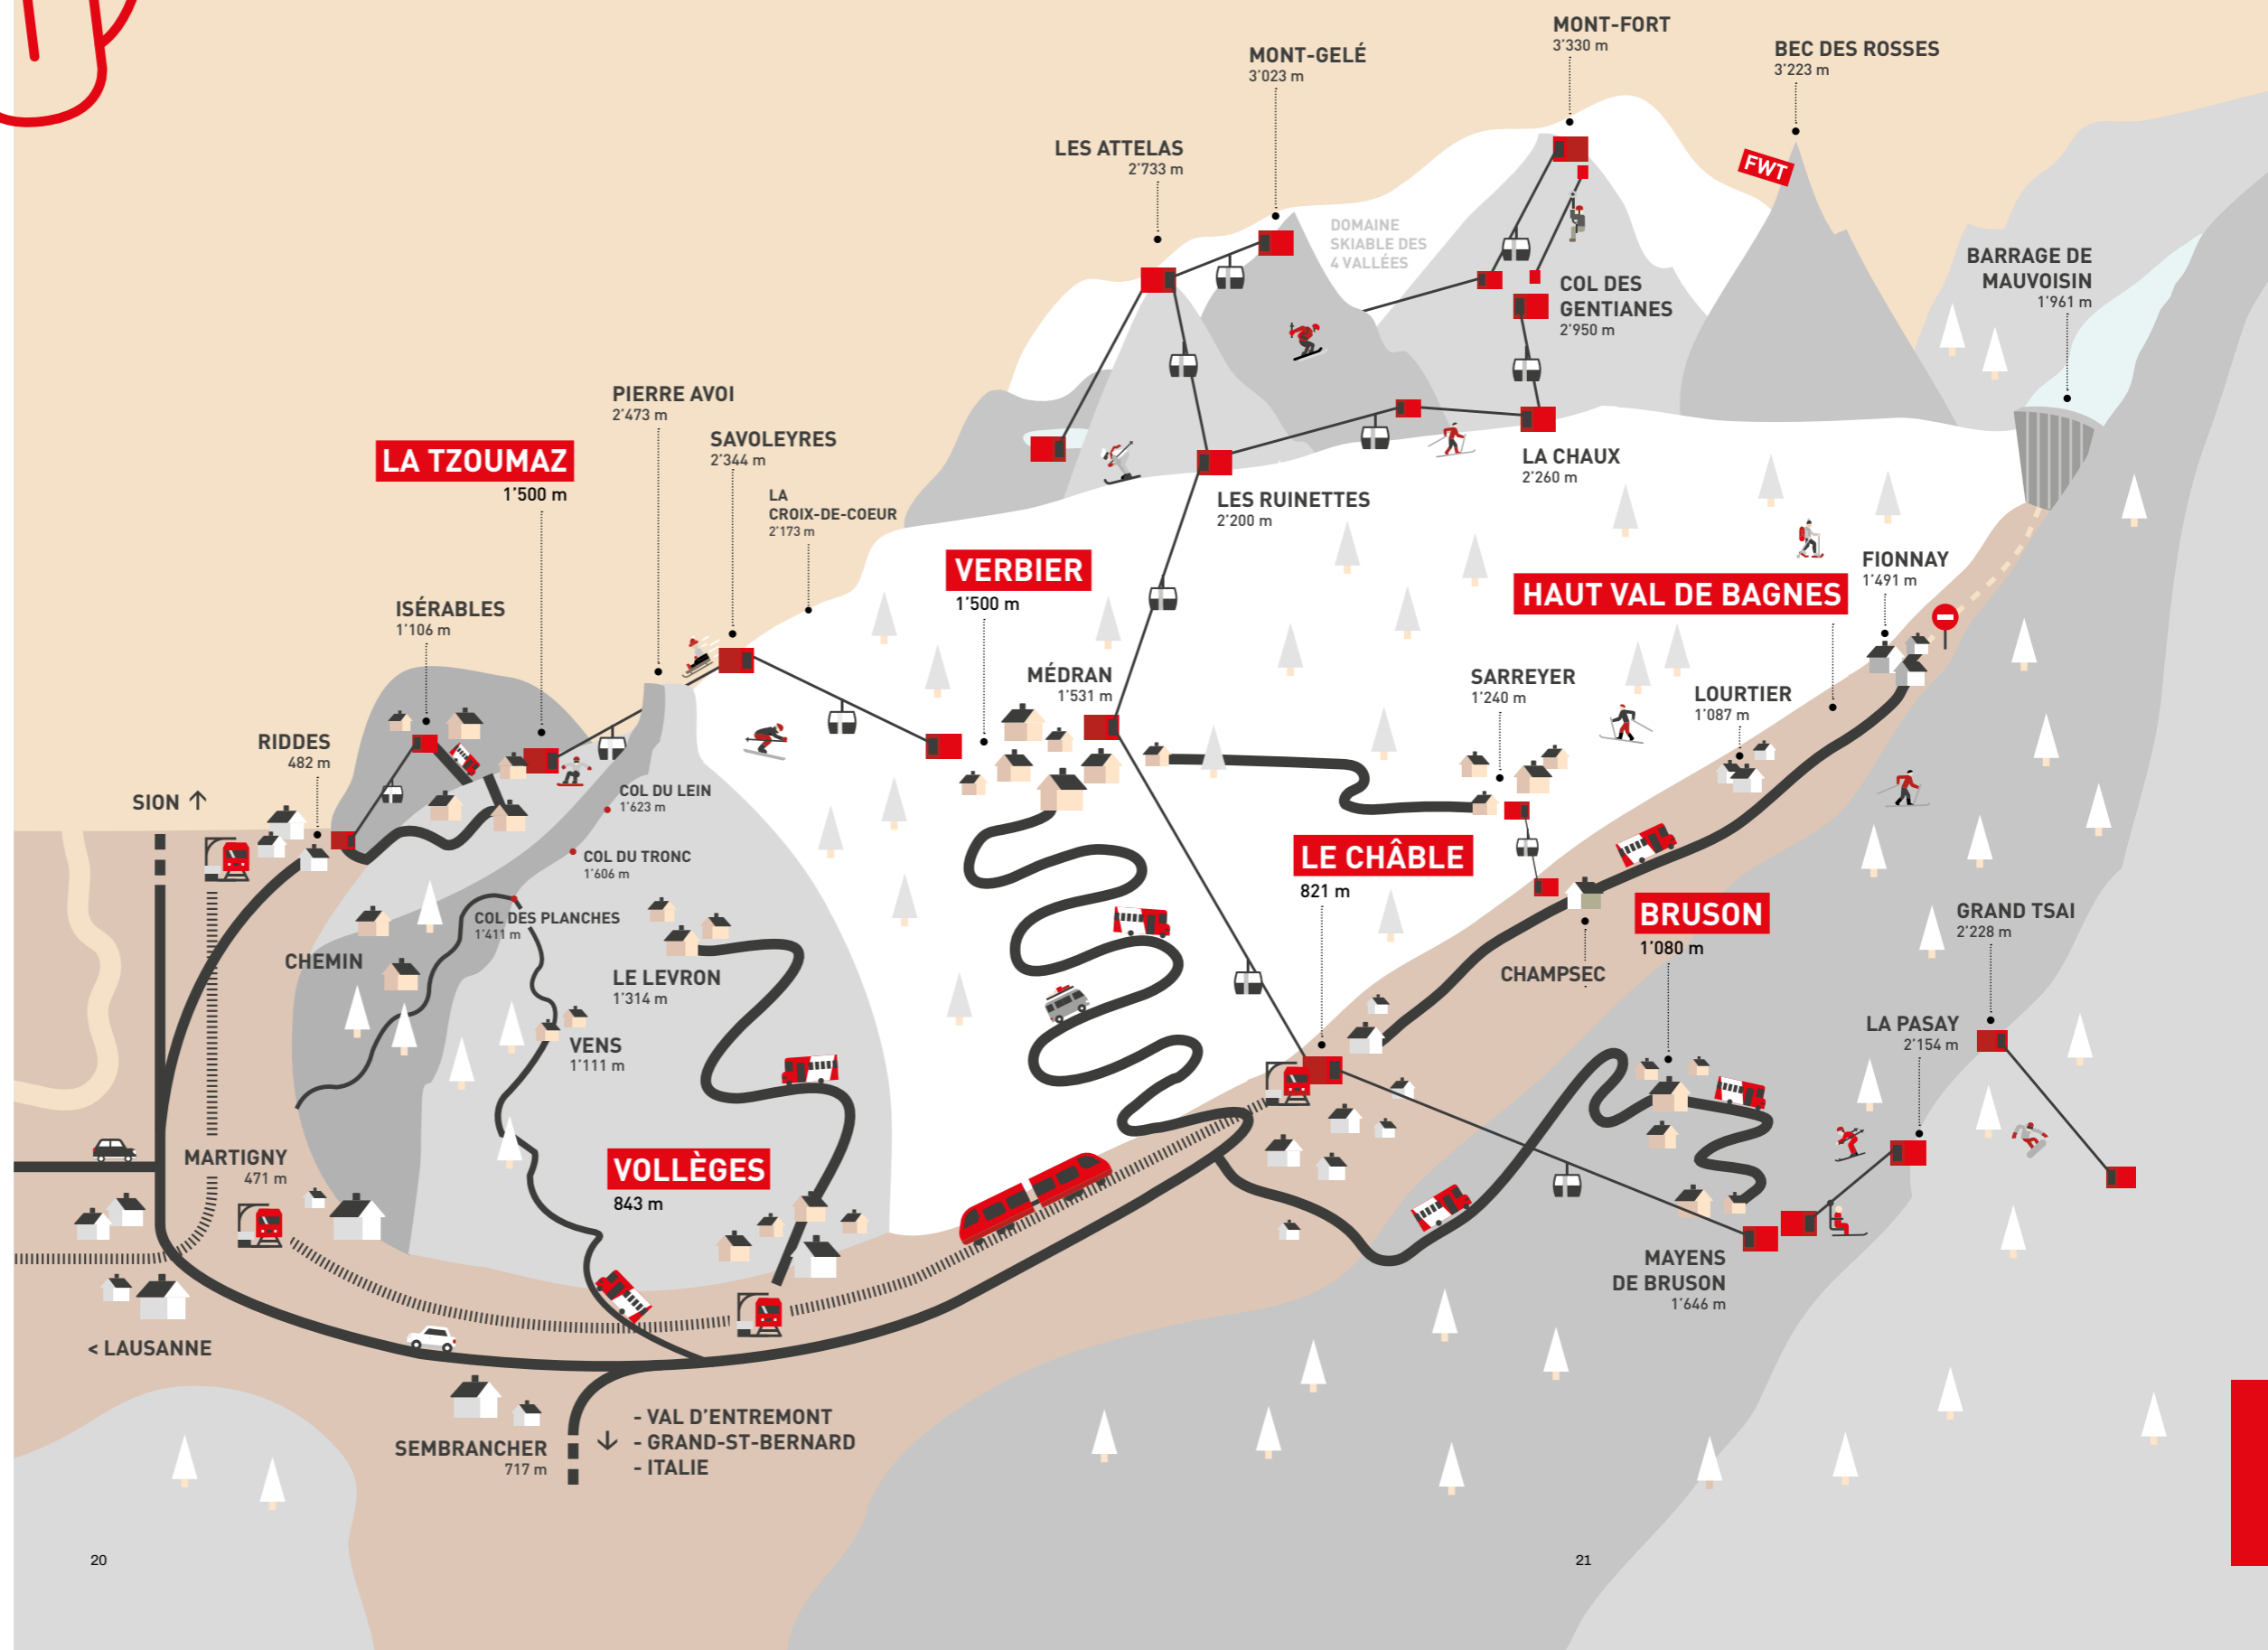 MONT-FORT
3'330 m
MONT-GELÉ
3'023 m
BEC DES ROSSES
3'223 m
LES ATTELAS
2'733 m
FWT
DOMAINE
SKIABLE DES
4 VALLÉES
BARRAGE DE
MAUVOISIN
1'961 m
COL DES
GENTIANES
2'950 m
PIERRE AVOI
2'473 m
SAVOLEYRES
2'344 m
LA TZOUMAZ
1'500 m
LA
CROIX-DE-COEUR
2'173 m
LES RUINETTES
2'200 m
LA CHAUX
2'260 m
VERBIER
1'500 m
HAUT VAL DE BAGNES
FIONNAY
1'491 m
ISÉRABLES
1'106 m
MÉDRAN
1'531 m
SARREYER
1'240 m
LOURTIER
1'087 m
RIDDES
482 m
SION ↑
COL DU LEIN
1'623 m
COL DU TRONC
1'606 m
LE CHÂBLE
821 m
COL DES PLANCHES
1'411 m
BRUSON
1'080 m
GRAND TSAI
2'228 m
CHEMIN
LE LEVRON
1'314 m
CHAMPSEC
VENS
1'111 m
LA PASAY
2'154 m
MARTIGNY
471 m
VOLLÈGES
843 m
MAYENS
DE BRUSON
1'646 m
< LAUSANNE
SEMBRANCHER
717 m
↓
- VAL D'ENTREMONT
- GRAND-ST-BERNARD
- ITALIE
20
21